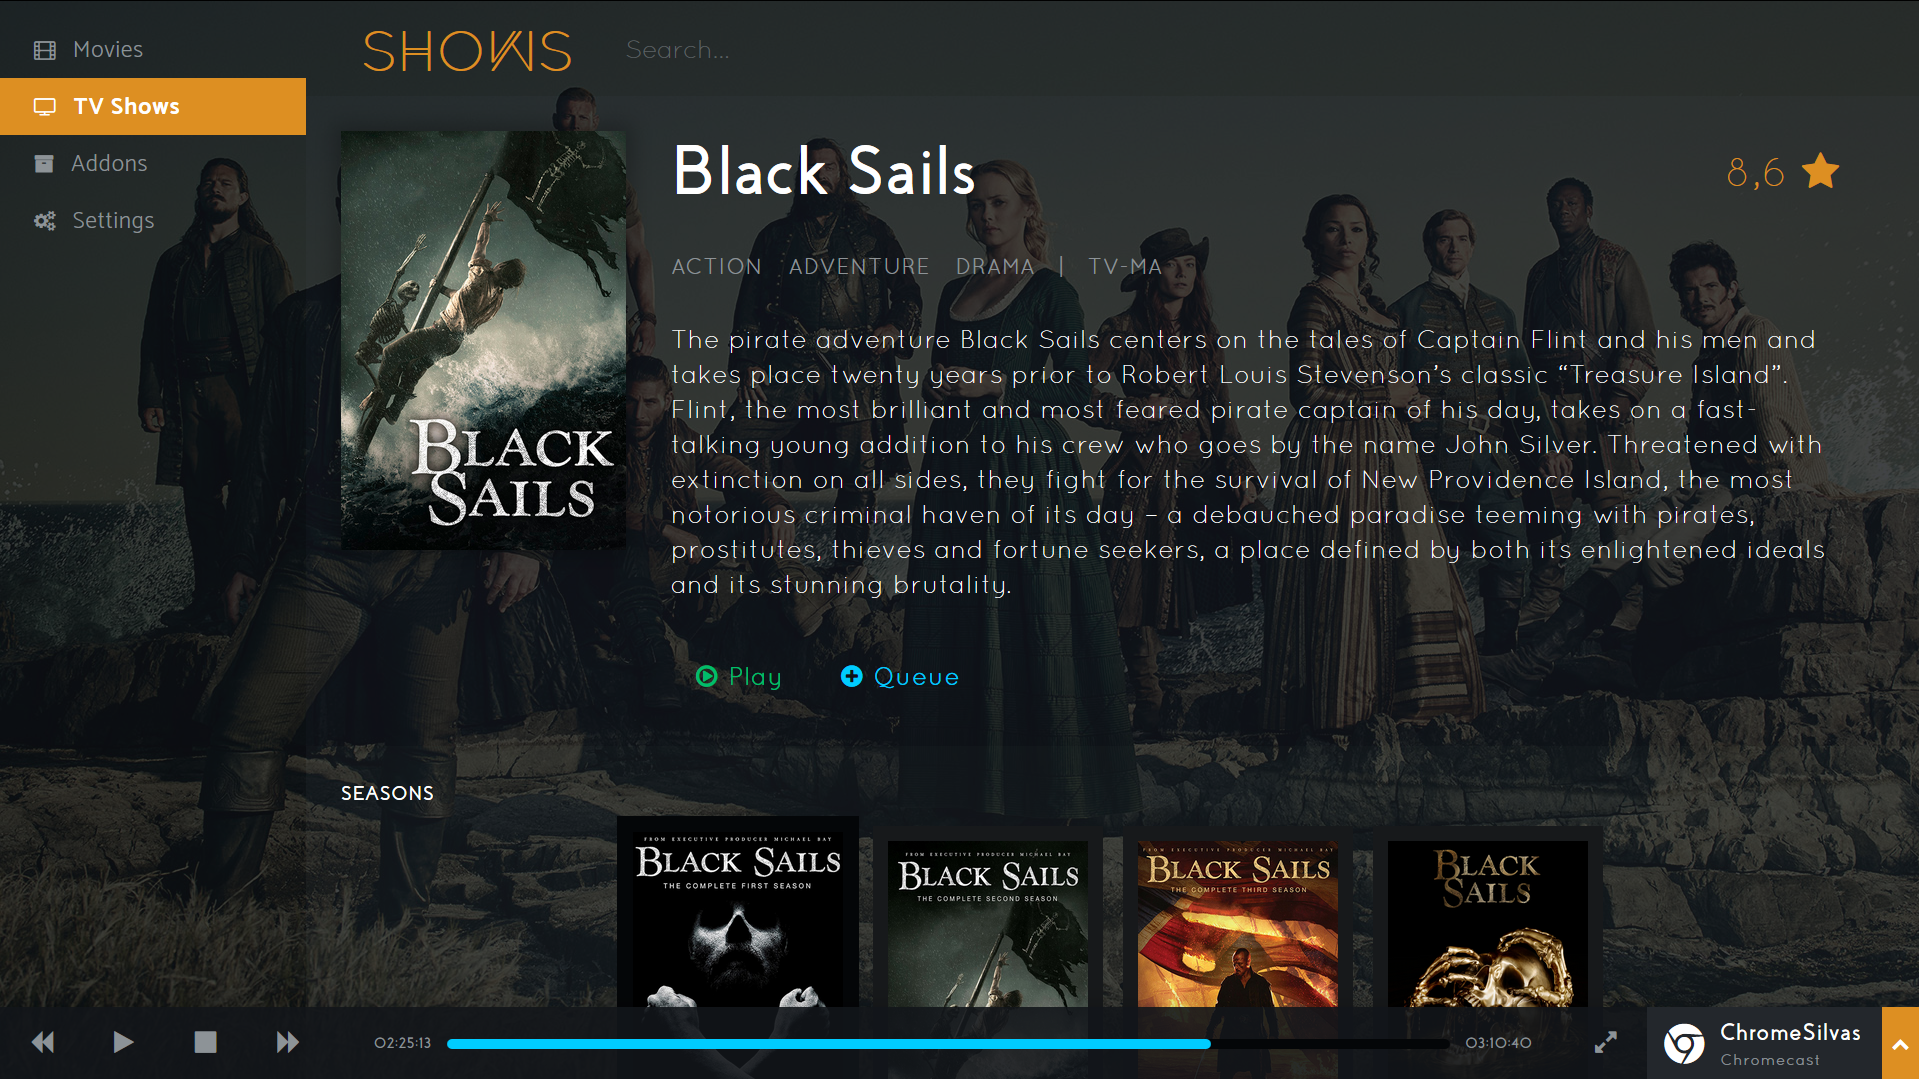 Movies
TV Shows
Addons
Settings
SHOWS
Search...
BLACK
SAILS
Black Sails
8,6
ACTION ADVENTURE DRAMA | TV-MA
The pirate adventure Black Sails centers on the tales of Captain Flint and his men and
takes place twenty years prior to Robert Louis Stevenson’s classic “Treasure Island”.
Flint, the most brilliant and most feared pirate captain of his day, takes on a fast-
talking young addition to his crew who goes by the name John Silver. Threatened with
extinction on all sides, they fight for the survival of New Providence Island, the most
notorious criminal haven of its day – a debauched paradise teeming with pirates,
prostitutes, thieves and fortune seekers, a place defined by both its enlightened ideals
and its stunning brutality.
Play Queue
SEASONS
FROM EXECUTIVE PRODUCER MICHAEL BAY
BLACK SAILS
THE COMPLETE FIRST SEASON
FROM EXECUTIVE PRODUCER MICHAEL BAY
BLACK SAILS
THE COMPLETE SECOND SEASON
FROM EXECUTIVE PRODUCER MICHAEL BAY
BLACK SAILS
THE COMPLETE THIRD SEASON
BLACK
SAILS
02:25:13
03:10:40
ChromeSilvas
Chromecast